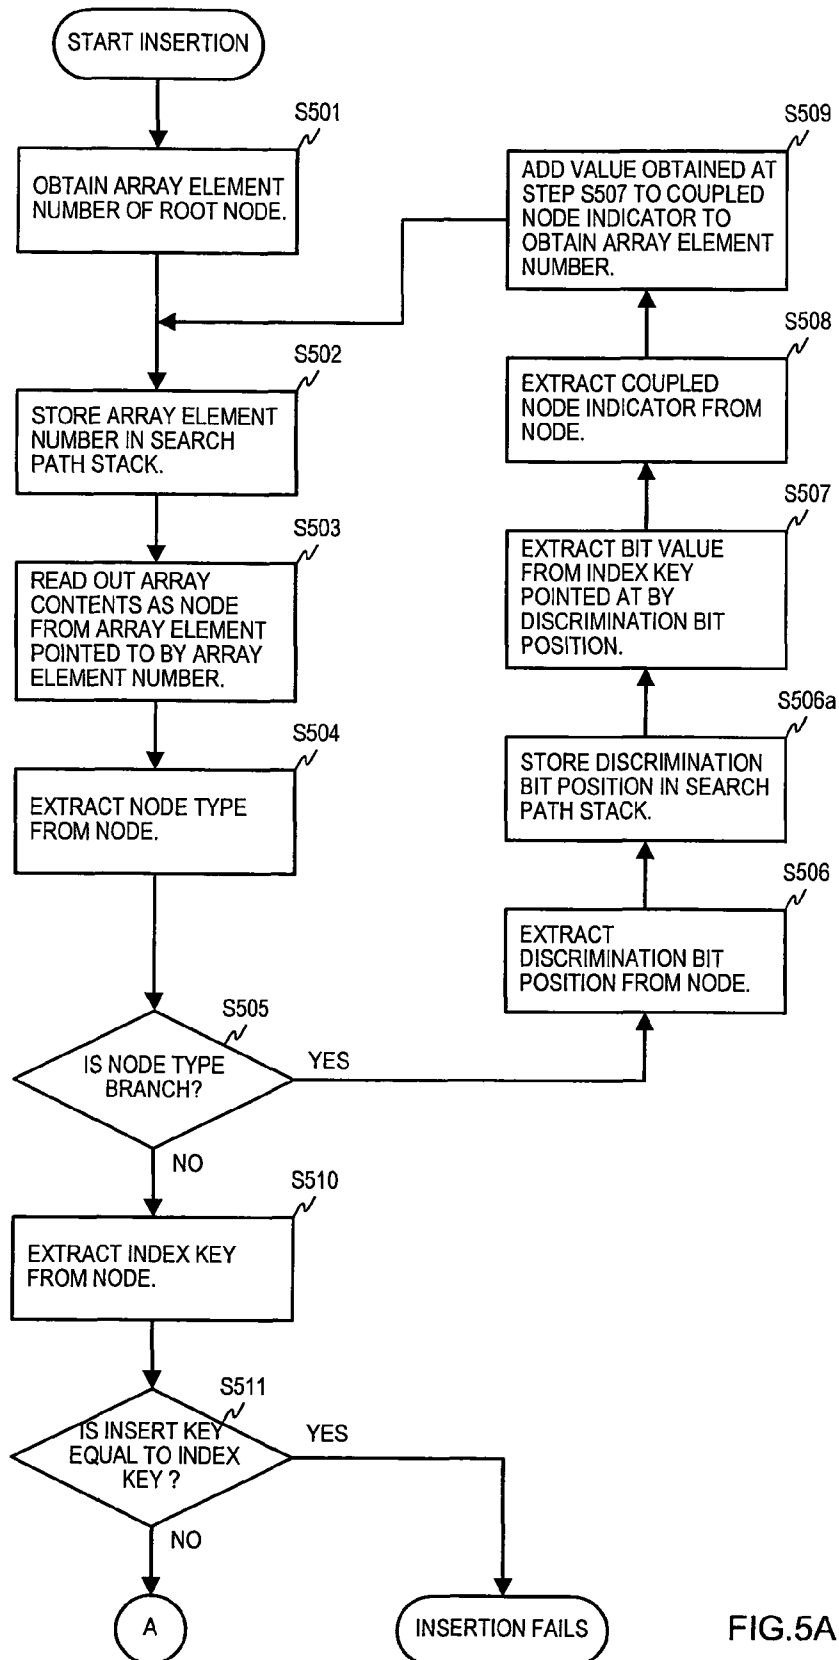 START INSERTION
S501
OBTAIN ARRAY ELEMENT
NUMBER OF ROOT NODE.
S502
STORE ARRAY ELEMENT
NUMBER IN SEARCH
PATH STACK.
S503
READ OUT ARRAY
CONTENTS AS NODE
FROM ARRAY ELEMENT
POINTED TO BY ARRAY
ELEMENT NUMBER.
S504
EXTRACT NODE TYPE
FROM NODE.
S505
IS NODE TYPE
BRANCH?
YES
NO
S506
EXTRACT
DISCRIMINATION BIT
POSITION FROM NODE.
S506a
STORE DISCRIMINATION
BIT POSITION IN SEARCH
PATH STACK.
S507
EXTRACT BIT VALUE
FROM INDEX KEY
POINTED AT BY
DISCRIMINATION BIT
POSITION.
S508
EXTRACT COUPLED
NODE INDICATOR FROM
NODE.
S509
ADD VALUE OBTAINED AT
STEP S507 TO COUPLED
NODE INDICATOR TO
OBTAIN ARRAY ELEMENT
NUMBER.
S510
EXTRACT INDEX KEY
FROM NODE.
S511
IS INSERT KEY
EQUAL TO INDEX
KEY ?
YES
NO
A
INSERTION FAILS
FIG.5A